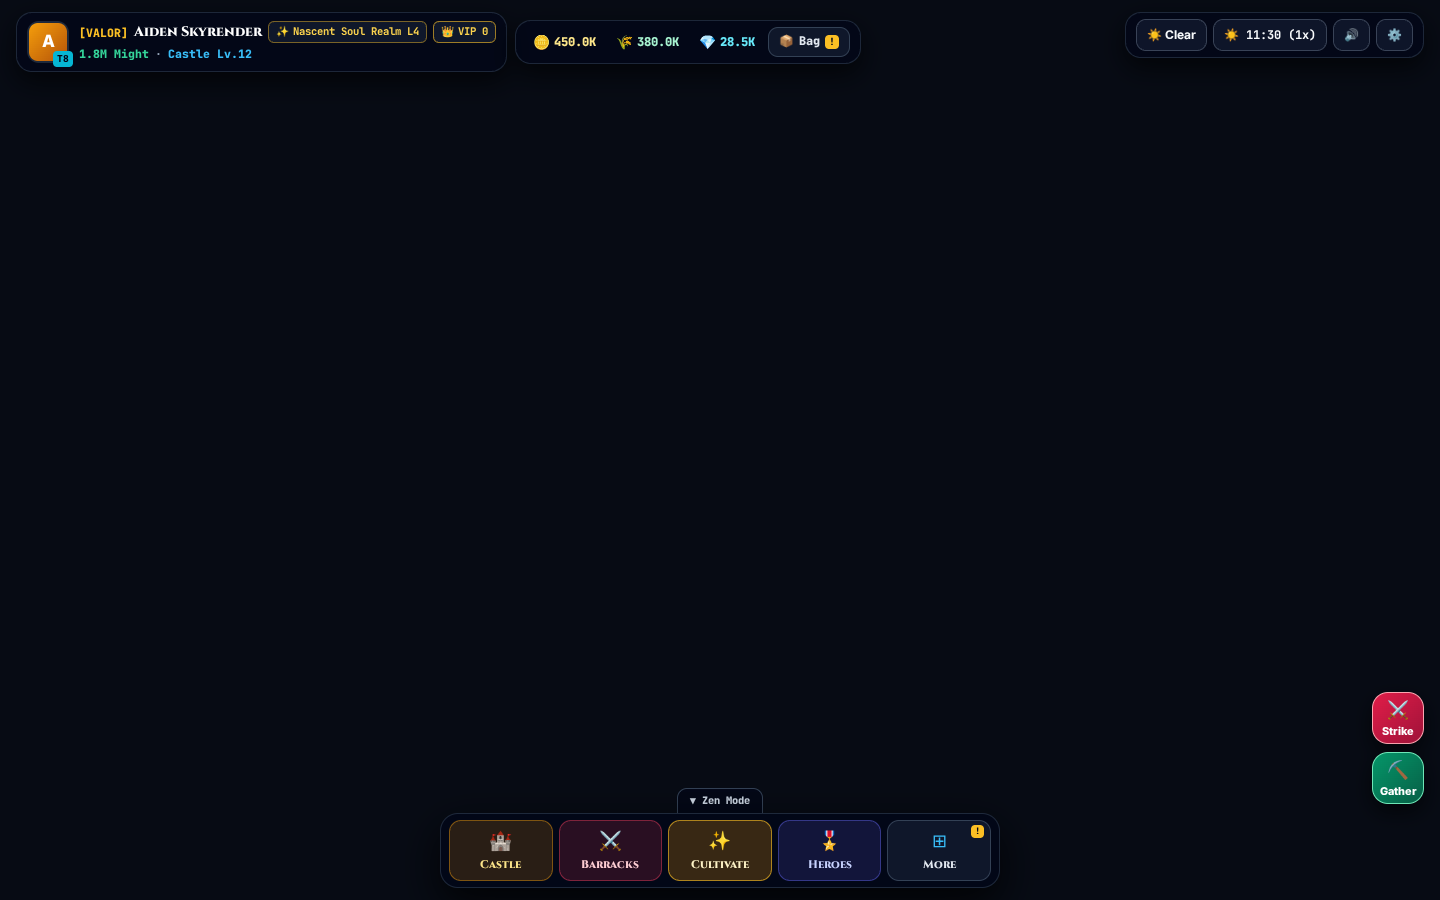 A
T8
[VALOR] Aiden Skyrender ✨ Nascent Soul Realm L4 👑 VIP 0
1.8M Might · Castle Lv.12
🪙 450.0K 🌾 380.0K 💎 28.5K 📦 Bag !
☀️ Clear ☀️ 11:30 (1x) 🔊 ⚙️
Strike
Gather
▼ Zen Mode
Castle
Barracks
Cultivate
Heroes
More !